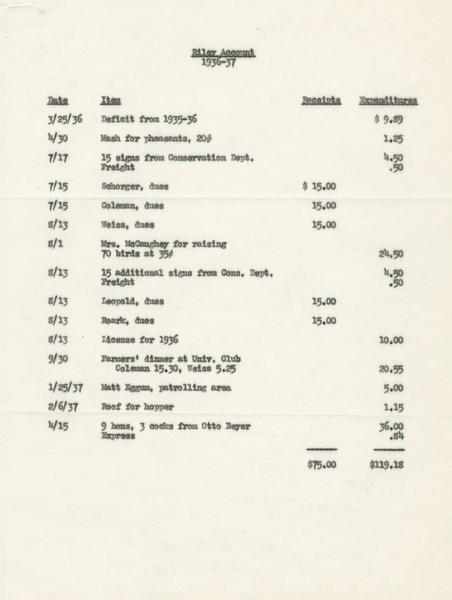 Riley Account
1936-37
Date Item Receipts Expenditures
3/25/36 Deficit from 1935-36 $ 9.89
4/30 Mash for pheasants, 20# 1.25
7/17 15 signs from Conservation Dept. 4.50
Freight .50
7/15 Schorger, dues $ 15.00
7/15 Coleman, dues 15.00
8/13 Weiss, dues 15.00
8/1 Mrs. McCaughey for raising
70 birds at 35¢ 24.50
8/13 15 additional signs from Cons. Dept. 4.50
Freight .50
8/13 Leopold, dues 15.00
8/13 Roark, dues 15.00
8/13 License for 1936 10.00
9/30 Farmers' dinner at Univ. Club
Coleman 15.30, Weiss 5.25 20.55
1/25/37 Matt Eggum, patrolling area 5.00
2/6/37 Roof for hopper 1.15
4/15 9 hens, 3 cocks from Otto Beyer 36.00
Express .84
$75.00 $119.18